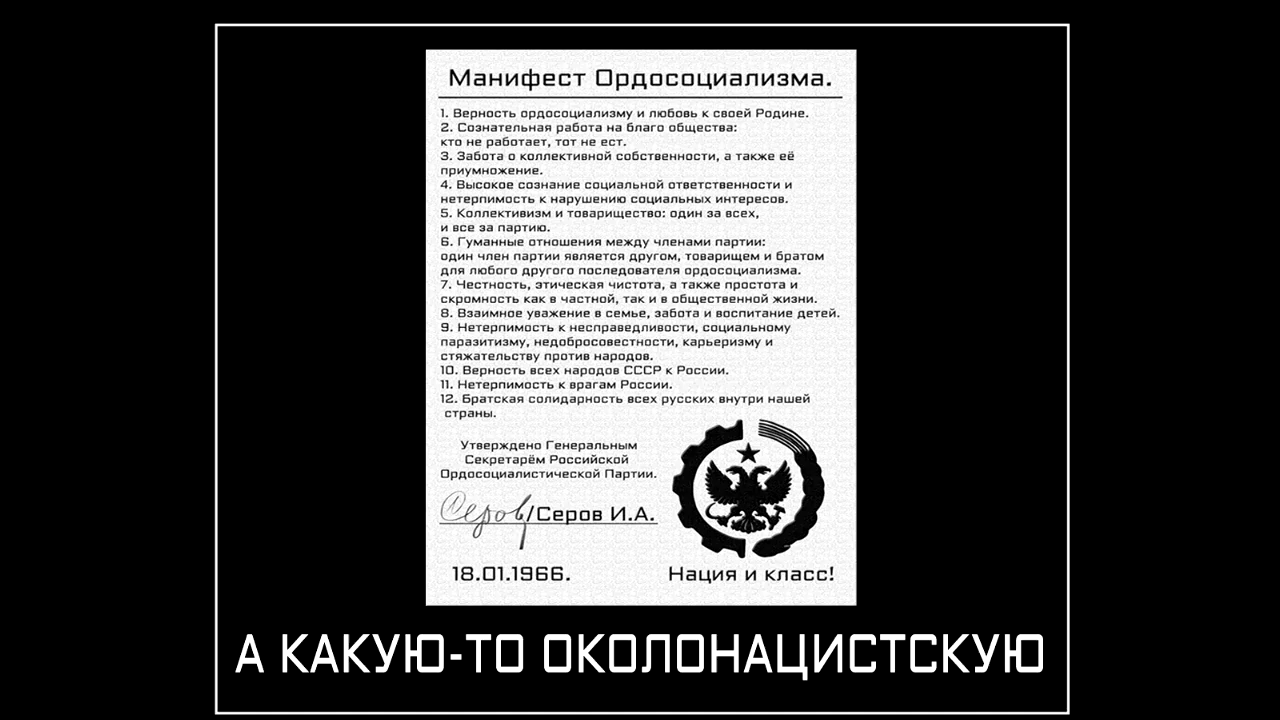 Манифест Ордосоциализма.
1. Верность ордосоциализму и любовь к своей Родине.
2. Сознательная работа на благо общества:
кто не работает, тот не ест.
3. Забота о коллективной собственности, а также её
приумножение.
4. Высокое сознание социальной ответственности и
нетерпимость к нарушению социальных интересов.
5. Коллективизм и товарищество: один за всех,
и все за партию.
6. Гуманные отношения между членами партии:
один член партии является другом, товарищем и братом
для любого другого последователя ордосоциализма.
7. Честность, этическая чистота, а также простота и
скромность как в частной, так и в общественной жизни.
8. Взаимное уважение в семье, забота и воспитание детей.
9. Нетерпимость к несправедливости, социальному
паразитизму, недобросовестности, карьеризму и
стяжательству против народов.
10. Верность всех народов СССР к России.
11. Нетерпимость к врагам России.
12. Братская солидарность всех русских внутри нашей
страны.
Утверждено Генеральным
Секретарём Российской
Ордосоциалистической Партии.
Серов/Серов И.А.
18.01.1966.
Нация и класс!
А КАКУЮ-ТО ОКОЛОНАЦИСТСКУЮ